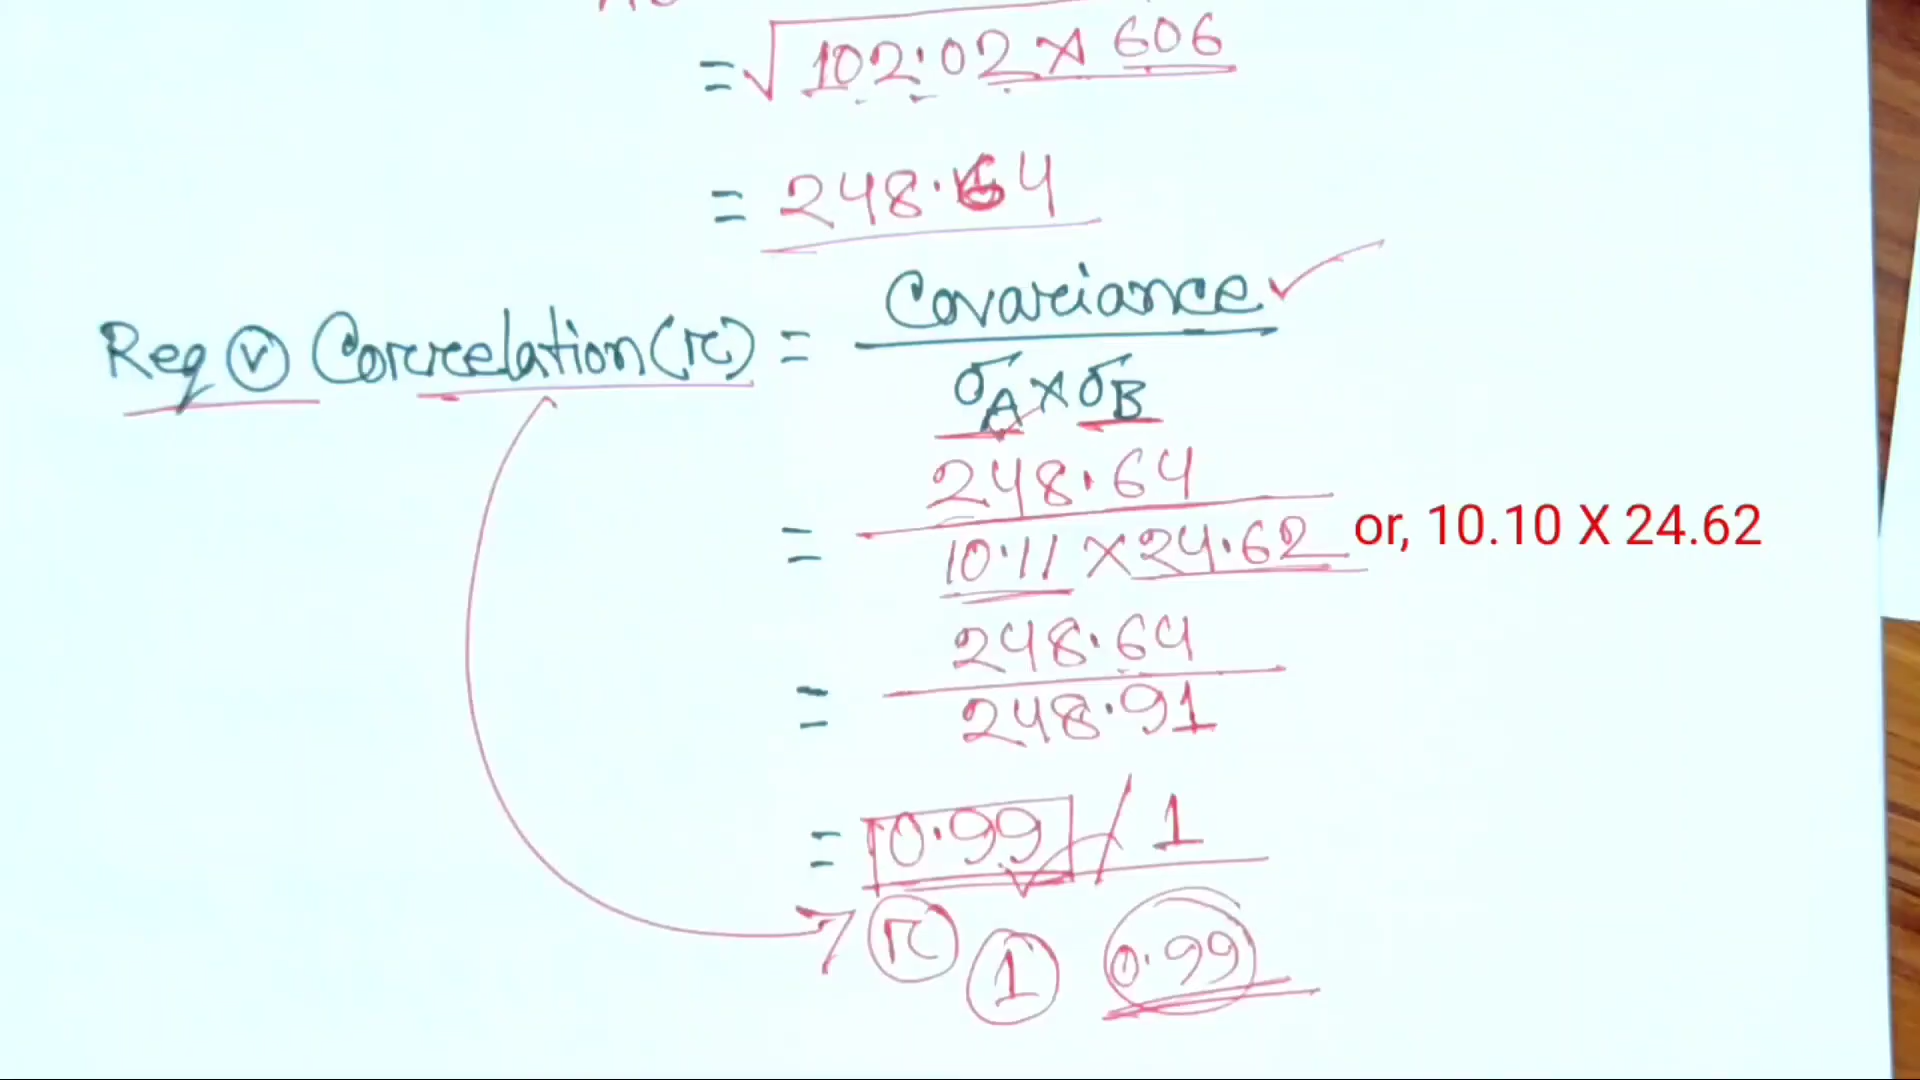 = √102.02 × 606
= 248.64
Req (v) Correlation (r) = Covariance
σA × σB
= 248.64
10.11 × 24.62 or, 10.10 X 24.62
= 248.64
248.91
= 0.99 / 1
r 1 0.99